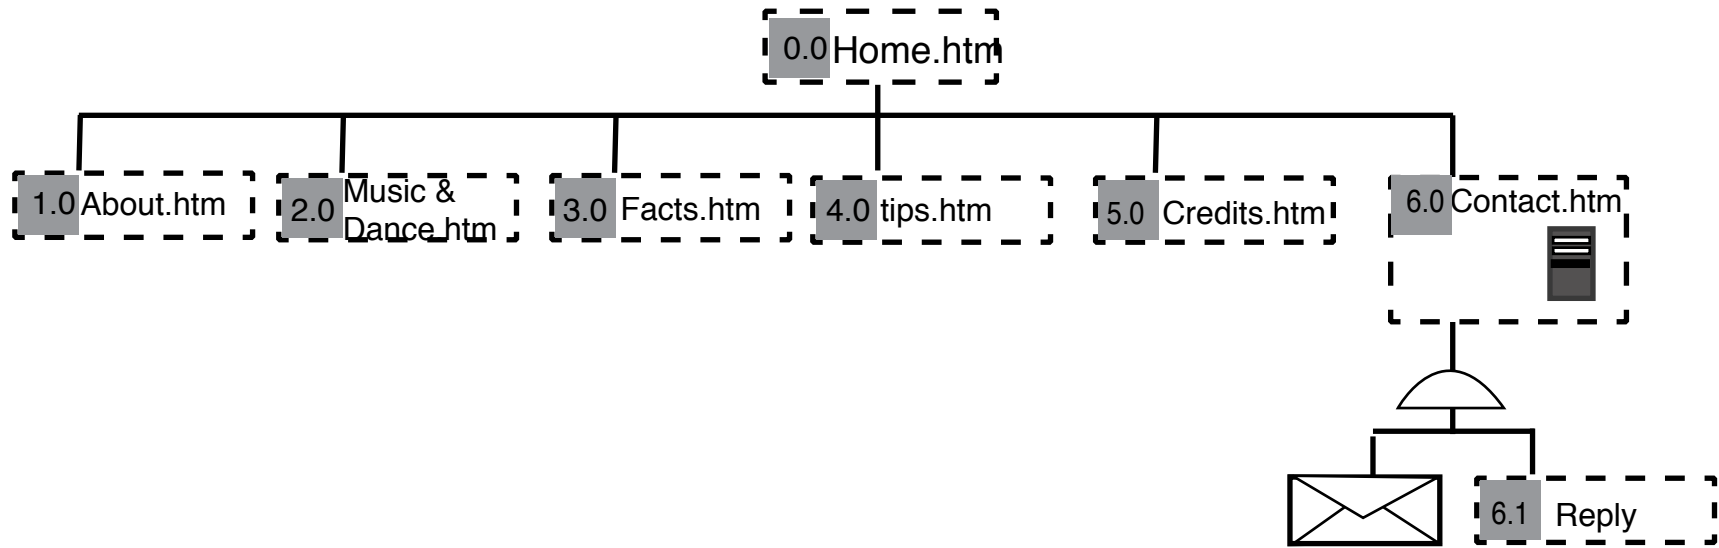 0.0 Home.htm
1.0 About.htm
2.0 Music &
Dance.htm
3.0 Facts.htm
4.0 tips.htm
5.0 Credits.htm
6.0 Contact.htm
6.1 Reply